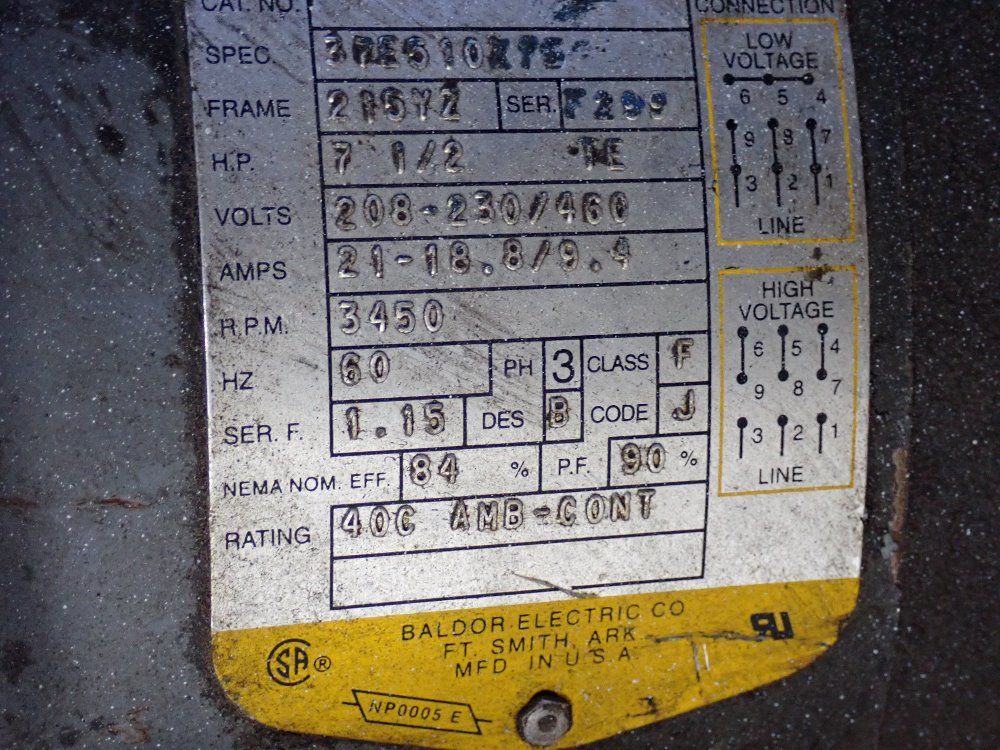 CAT. NO.
SPEC.
FRAME 215YZ SER. F299
H.P. 7 1/2 TE
VOLTS 208-230/460
AMPS 21-18.8/9.4
R.P.M. 3450
HZ 60 PH 3 CLASS F
SER. F. 1.15 DES B CODE J
NEMA NOM. EFF. 84 % P.F. 90 %
RATING 40C AMB-CONT
CONNECTION
LOW
VOLTAGE
6 5 4
9 8 7
3 2 1
LINE
HIGH
VOLTAGE
6 5 4
9 8 7
3 2 1
LINE
BALDOR ELECTRIC CO
FT. SMITH, ARK
MFD IN U.S.A
SA ®
NP0005 E